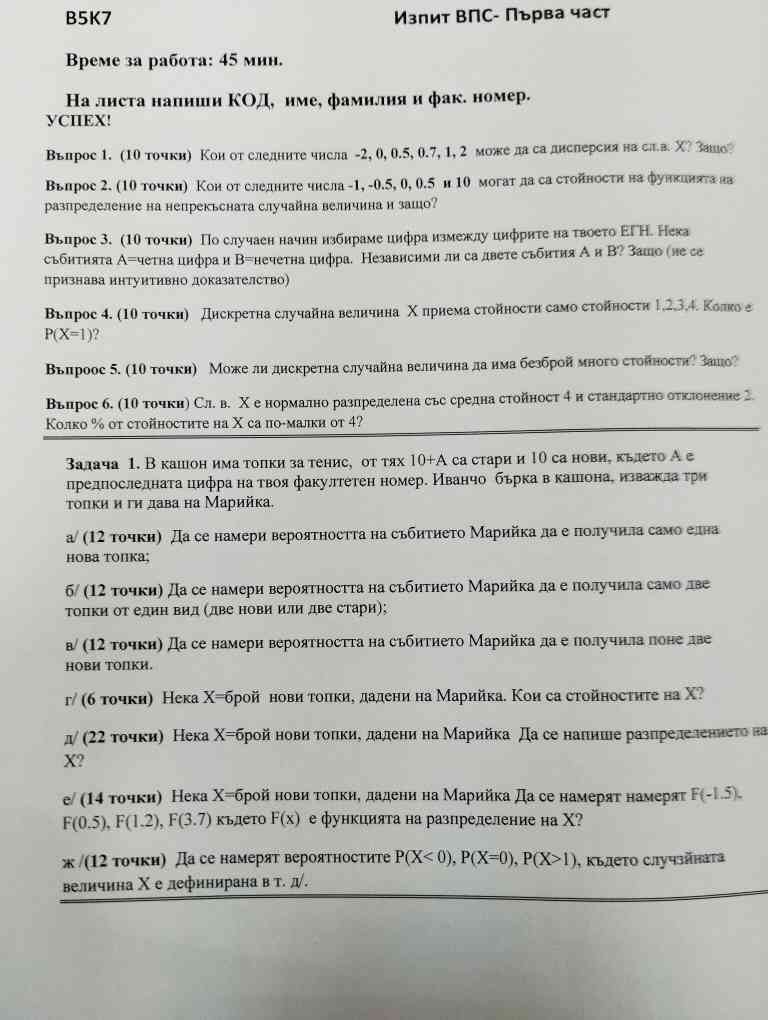 B5K7 Изпит ВПС- Първа част
Време за работа: 45 мин.
На листа напиши КОД, име, фамилия и фак. номер.
УСПЕХ!
Въпрос 1. (10 точки) Кои от следните числа -2, 0, 0.5, 0.7, 1, 2 може да са дисперсия на сл.в. X? Защо?
Въпрос 2. (10 точки) Кои от следните числа -1, -0.5, 0, 0.5 и 10 могат да са стойности на функцията на
разпределение на непрекъсната случайна величина и защо?
Въпрос 3. (10 точки) По случаен начин избираме цифра измежду цифрите на твоето ЕГН. Нека
събитията А=четна цифра и В=нечетна цифра. Независими ли са двете събития А и В? Защо (не се
признава интуитивно доказателство)
Въпрос 4. (10 точки) Дискретна случайна величина X приема стойности само стойности 1,2,3,4. Колко е
P(X=1)?
Въпроос 5. (10 точки) Може ли дискретна случайна величина да има безброй много стойности? Защо?
Въпрос 6. (10 точки) Сл. в. X е нормално разпределена със средна стойност 4 и стандартно отклонение 2.
Колко % от стойностите на X са по-малки от 4?
Задача 1. В кашон има топки за тенис, от тях 10+А са стари и 10 са нови, където А е
предпоследната цифра на твоя факултетен номер. Иванчо бърка в кашона, изважда три
топки и ги дава на Марийка.
а/ (12 точки) Да се намери вероятността на събитието Марийка да е получила само една
нова топка;
б/ (12 точки) Да се намери вероятността на събитието Марийка да е получила само две
топки от един вид (две нови или две стари);
в/ (12 точки) Да се намери вероятността на събитието Марийка да е получила поне две
нови топки.
г/ (6 точки) Нека X=брой нови топки, дадени на Марийка. Кои са стойностите на X?
д/ (22 точки) Нека X=брой нови топки, дадени на Марийка Да се напише разпределението на
X?
е/ (14 точки) Нека X=брой нови топки, дадени на Марийка Да се намерят намерят F(-1.5),
F(0.5), F(1.2), F(3.7) където F(x) е функцията на разпределение на X?
ж /(12 точки) Да се намерят вероятностите P(X< 0), P(X=0), P(X>1), където случзйната
величина X е дефинирана в т. д/.